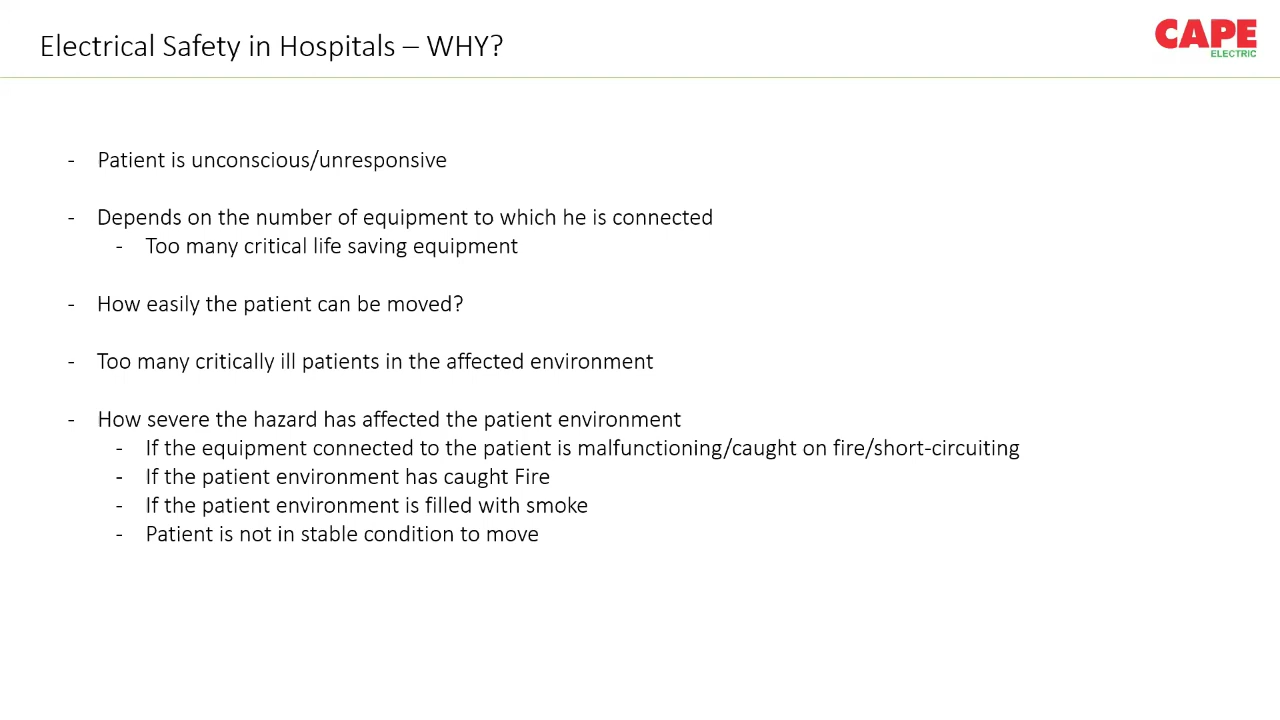 Electrical Safety in Hospitals – WHY?
CAPE
ELECTRIC
- Patient is unconscious/unresponsive
- Depends on the number of equipment to which he is connected
- Too many critical life saving equipment
- How easily the patient can be moved?
- Too many critically ill patients in the affected environment
- How severe the hazard has affected the patient environment
- If the equipment connected to the patient is malfunctioning/caught on fire/short-circuiting
- If the patient environment has caught Fire
- If the patient environment is filled with smoke
- Patient is not in stable condition to move